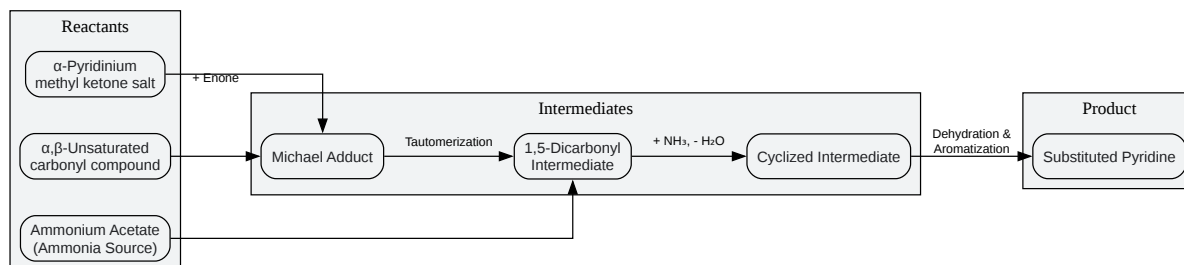 Reactants
α-Pyridinium
methyl ketone salt
+ Enone
Intermediates
Product
α,β-Unsaturated
carbonyl compound
Michael Adduct
Tautomerization
1,5-Dicarbonyl
Intermediate
+ NH₃, - H₂O
Cyclized Intermediate
Dehydration &
Aromatization
Substituted Pyridine
Ammonium Acetate
(Ammonia Source)